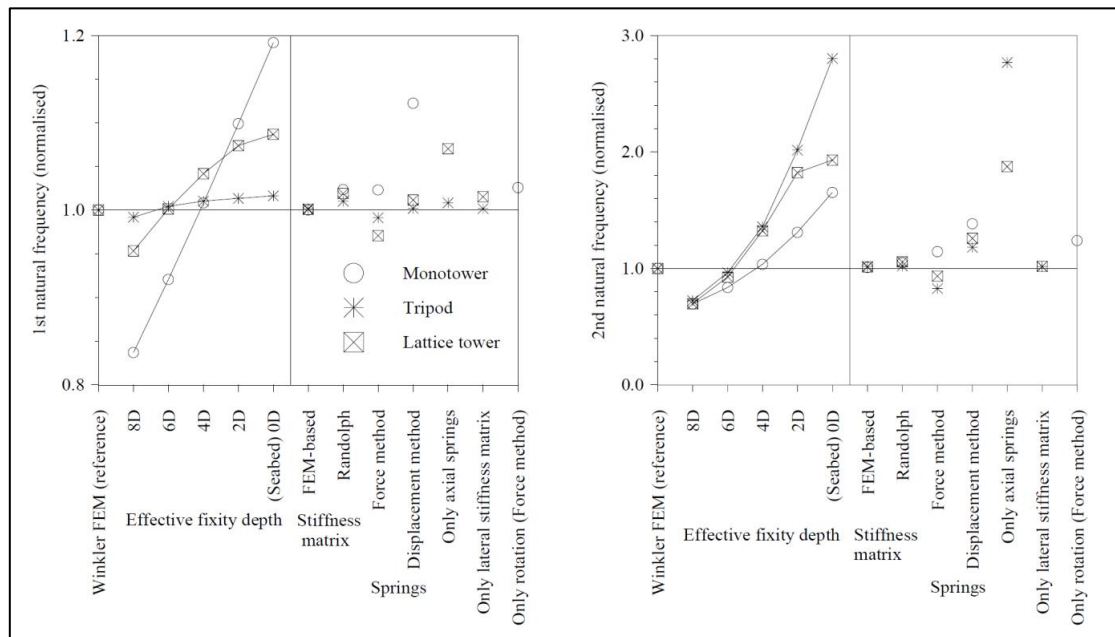 1st natural frequency (normalised)
1.2
1.0
0.8
Monotower
Tripod
Lattice tower
Winkler FEM (reference)
8D
6D
4D
2D
(Seabed) 0D
FEM-based
Randolph
Force method
Displacement method
Only axial springs
Only lateral stiffness matrix
Only rotation (Force method)
Effective fixity depth
Stiffness
matrix
Springs
2nd natural frequency (normalised)
3.0
2.0
1.0
0.0
Winkler FEM (reference)
8D
6D
4D
2D
(Seabed) 0D
FEM-based
Randolph
Force method
Displacement method
Only axial springs
Only lateral stiffness matrix
Only rotation (Force method)
Effective fixity depth
Stiffness
matrix
Springs